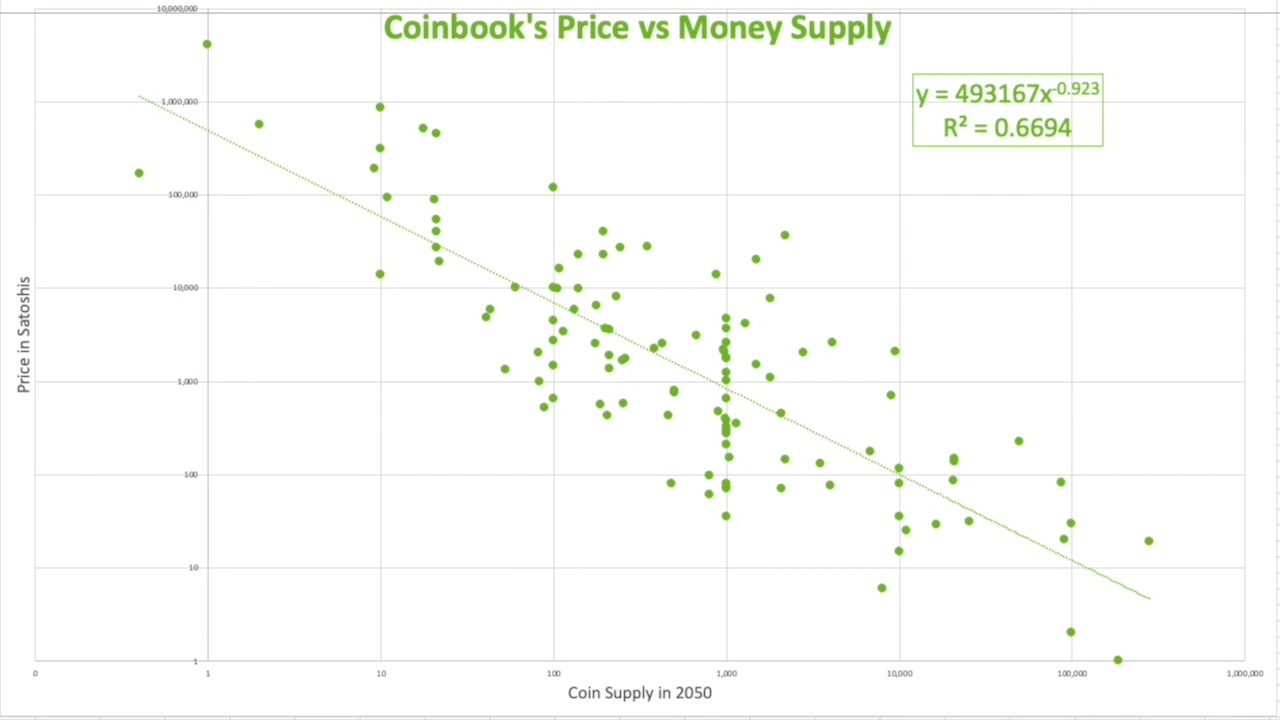 10,000,000
Coinbook's Price vs Money Supply
y = 493167x^-0.923
R² = 0.6694
1,000,000
100,000
10,000
1,000
100
10
1
Price in Satoshis
0 1 10 100 1,000 10,000 100,000 1,000,000
Coin Supply in 2050